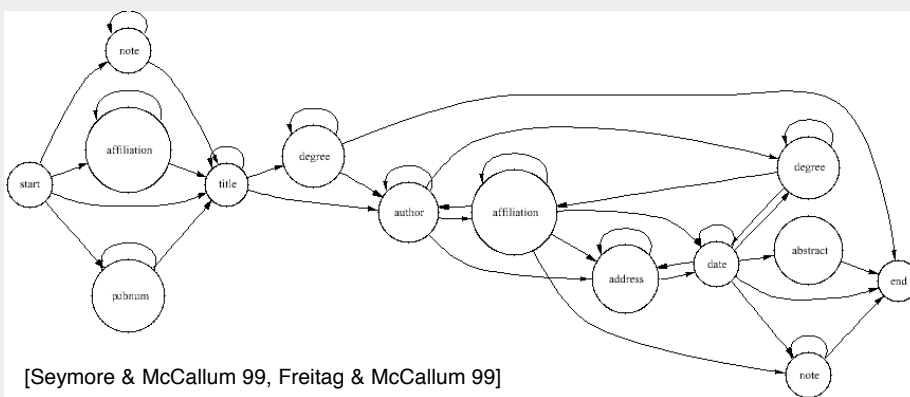 note
affiliation
degree
degree
start
title
author
affiliation
abstract
date
address
end
pubnum
note
[Seymore & McCallum 99, Freitag & McCallum 99]